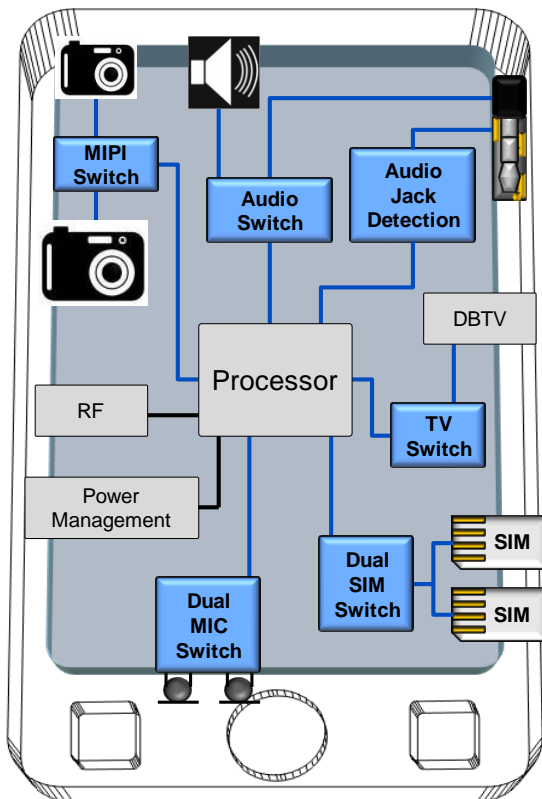 MIPI
Switch
Audio
Switch
Audio
Jack
Detection
DBTV
Processor
RF
TV
Switch
Power
Management
SIM
Dual
SIM
Switch
SIM
Dual
MIC
Switch